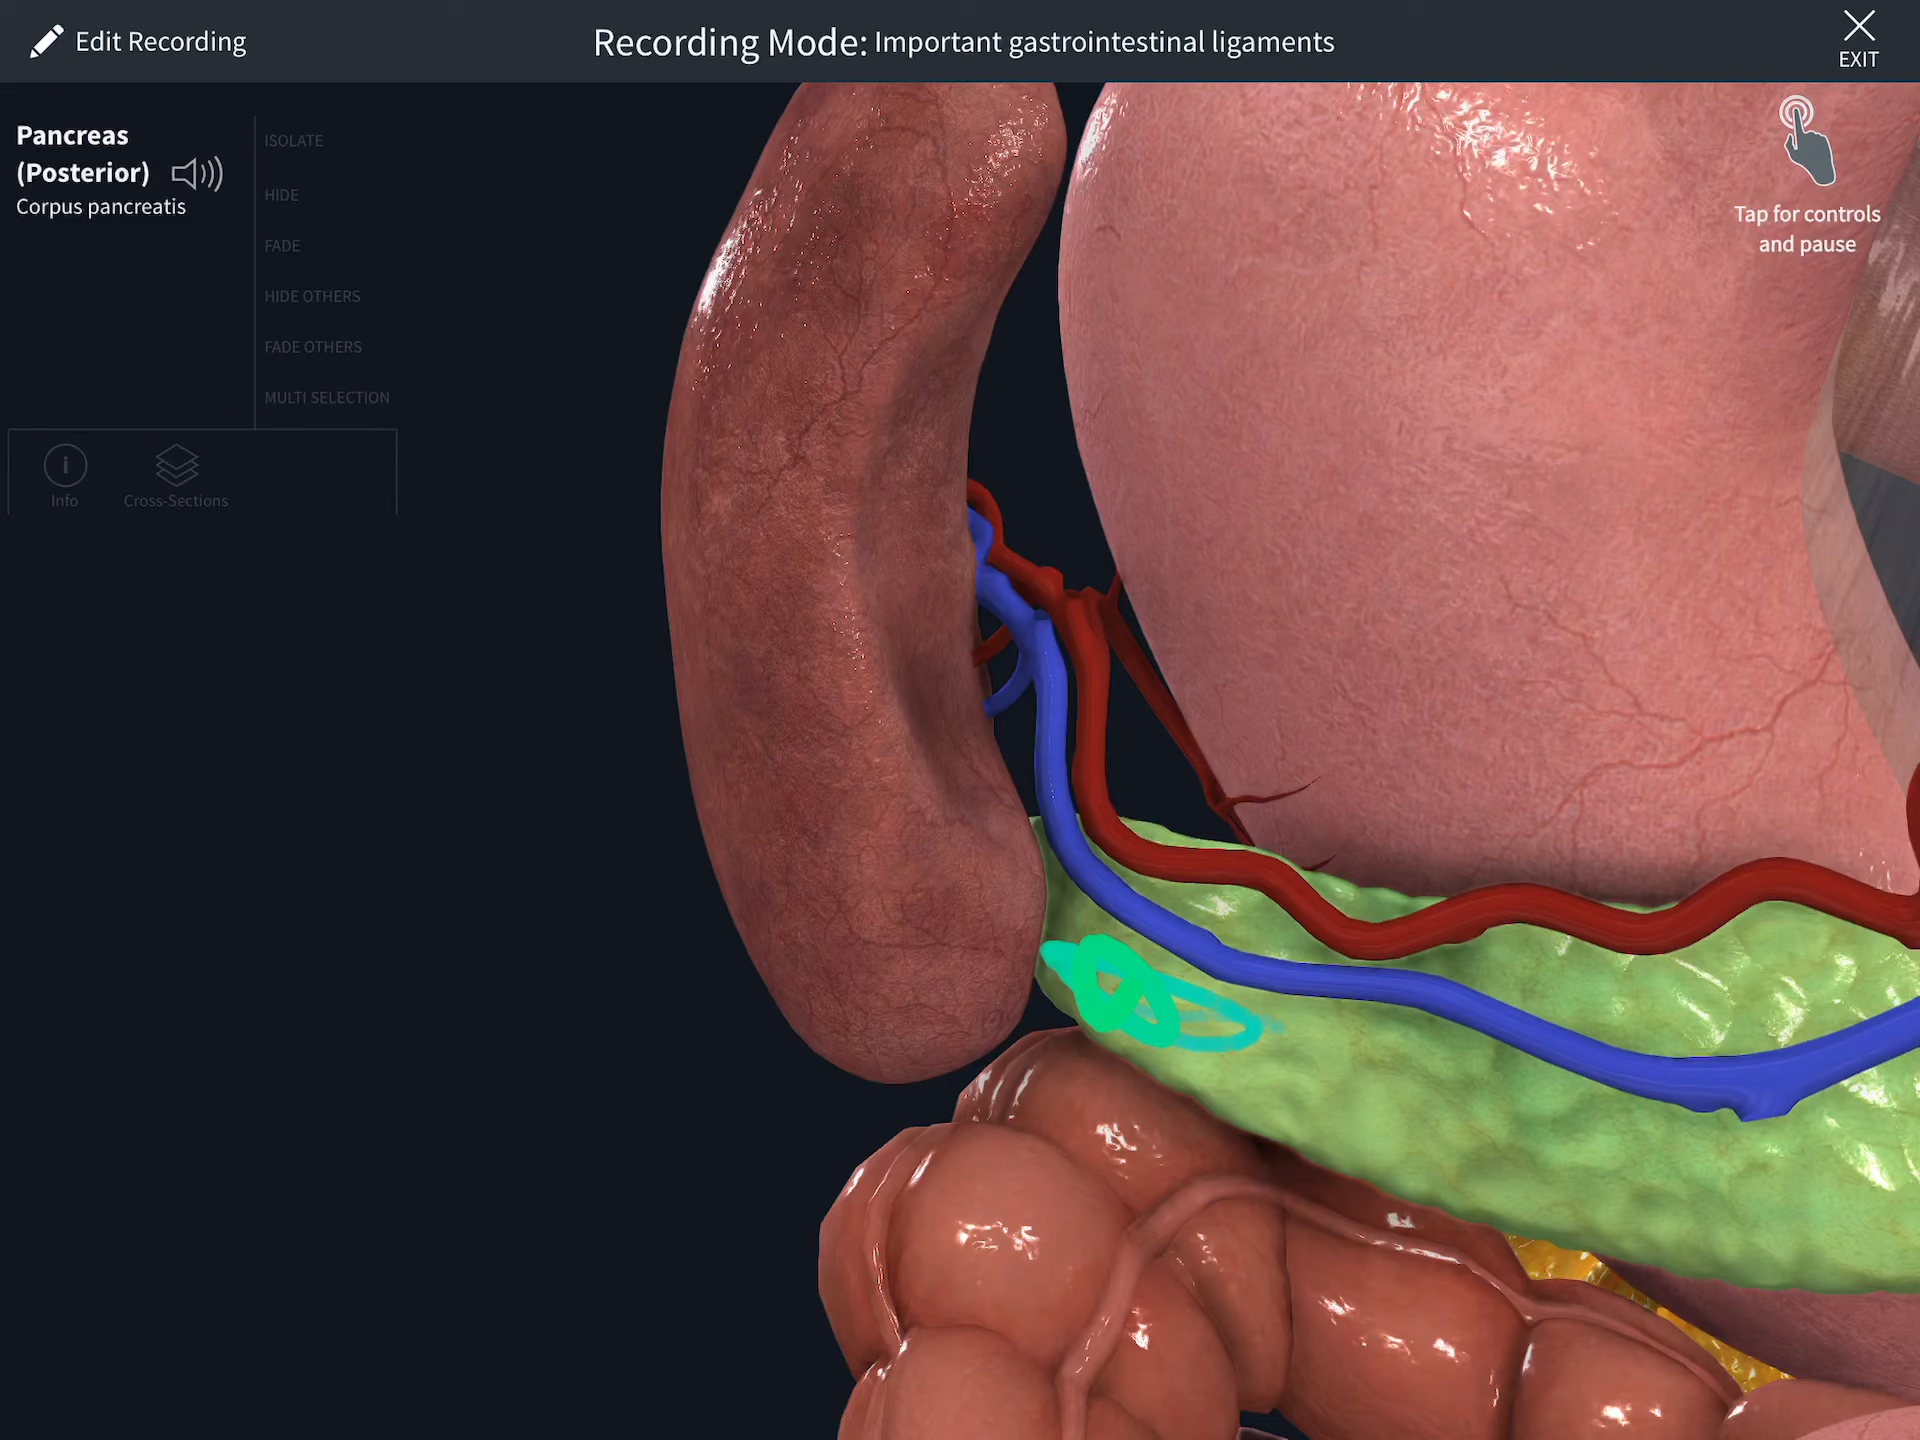 Edit Recording
Recording Mode: Important gastrointestinal ligaments
EXIT
Pancreas
(Posterior)
Corpus pancreatis
ISOLATE
HIDE
FADE
HIDE OTHERS
FADE OTHERS
MULTI SELECTION
Info
Cross-Sections
Tap for controls
and pause